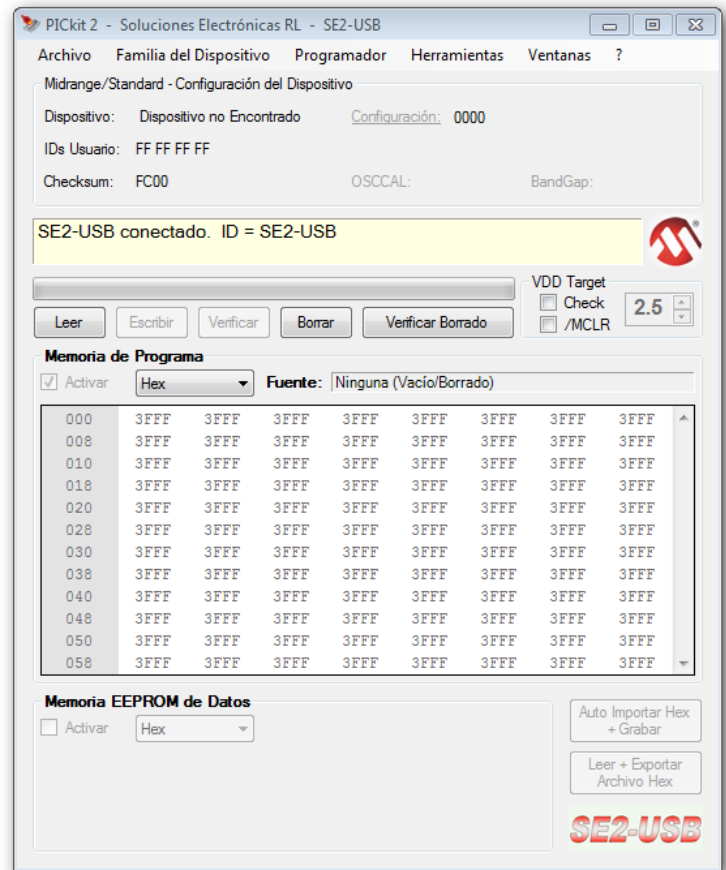 PICkit 2 - Soluciones Electrónicas RL - SE2-USB
Archivo Familia del Dispositivo Programador Herramientas Ventanas ?
Midrange/Standard - Configuración del Dispositivo
Dispositivo: Dispositivo no Encontrado Configuración: 0000
IDs Usuario: FF FF FF FF
Checksum: FC00 OSCCAL: BandGap:
SE2-USB conectado. ID = SE2-USB
VDD Target
Check 2.5
/MCLR
Leer Escribir Verificar Borrar Verificar Borrado
Memoria de Programa
Activar Hex Fuente: Ninguna (Vacío/Borrado)
000 3FFF 3FFF 3FFF 3FFF 3FFF 3FFF 3FFF 3FFF
008 3FFF 3FFF 3FFF 3FFF 3FFF 3FFF 3FFF 3FFF
010 3FFF 3FFF 3FFF 3FFF 3FFF 3FFF 3FFF 3FFF
018 3FFF 3FFF 3FFF 3FFF 3FFF 3FFF 3FFF 3FFF
020 3FFF 3FFF 3FFF 3FFF 3FFF 3FFF 3FFF 3FFF
028 3FFF 3FFF 3FFF 3FFF 3FFF 3FFF 3FFF 3FFF
030 3FFF 3FFF 3FFF 3FFF 3FFF 3FFF 3FFF 3FFF
038 3FFF 3FFF 3FFF 3FFF 3FFF 3FFF 3FFF 3FFF
040 3FFF 3FFF 3FFF 3FFF 3FFF 3FFF 3FFF 3FFF
048 3FFF 3FFF 3FFF 3FFF 3FFF 3FFF 3FFF 3FFF
050 3FFF 3FFF 3FFF 3FFF 3FFF 3FFF 3FFF 3FFF
058 3FFF 3FFF 3FFF 3FFF 3FFF 3FFF 3FFF 3FFF
Memoria EEPROM de Datos
Activar Hex
Auto Importar Hex
+ Grabar
Leer + Exportar
Archivo Hex
SE2-USB